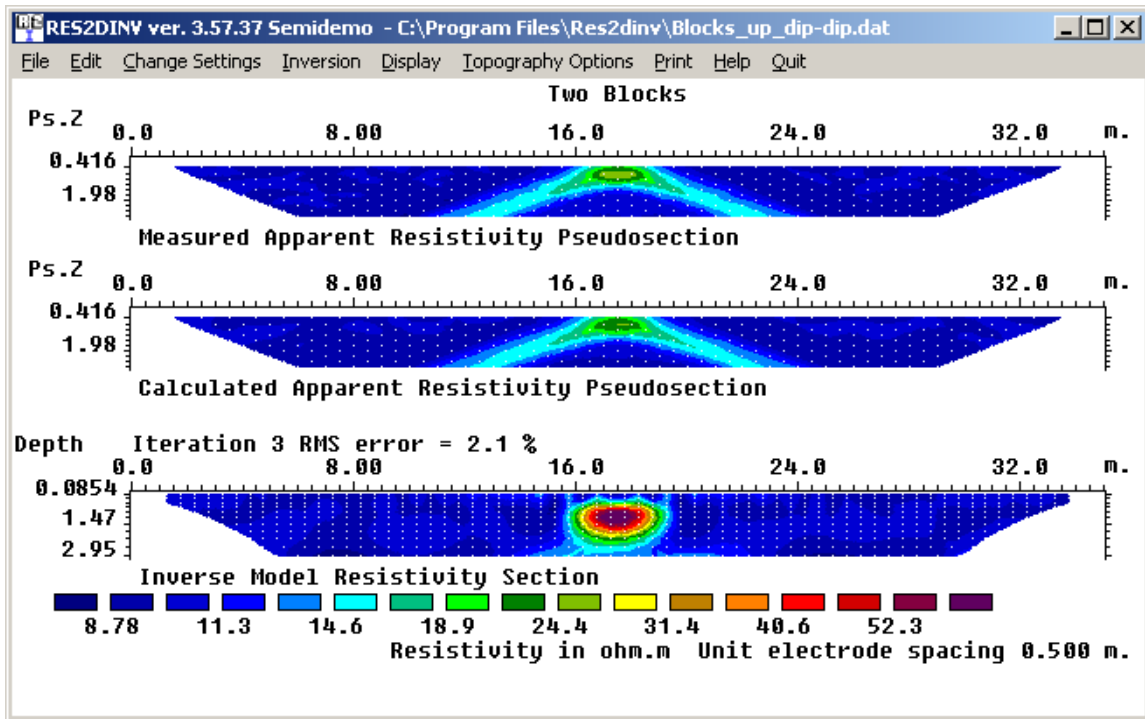 RES2DINV ver. 3.57.37 Semidemo - C:\Program Files\Res2dinv\Blocks_up_dip-dip.dat
File Edit Change Settings Inversion Display Topography Options Print Help Quit
Two Blocks
Ps.Z 0.0 8.00 16.0 24.0 32.0 m.
0.416
1.98
Measured Apparent Resistivity Pseudosection
Ps.Z 0.0 8.00 16.0 24.0 32.0 m.
0.416
1.98
Calculated Apparent Resistivity Pseudosection
Depth Iteration 3 RMS error = 2.1 %
0.0 8.00 16.0 24.0 32.0 m.
0.0854
1.47
2.95
Inverse Model Resistivity Section
8.78 11.3 14.6 18.9 24.4 31.4 40.6 52.3
Resistivity in ohm.m Unit electrode spacing 0.500 m.